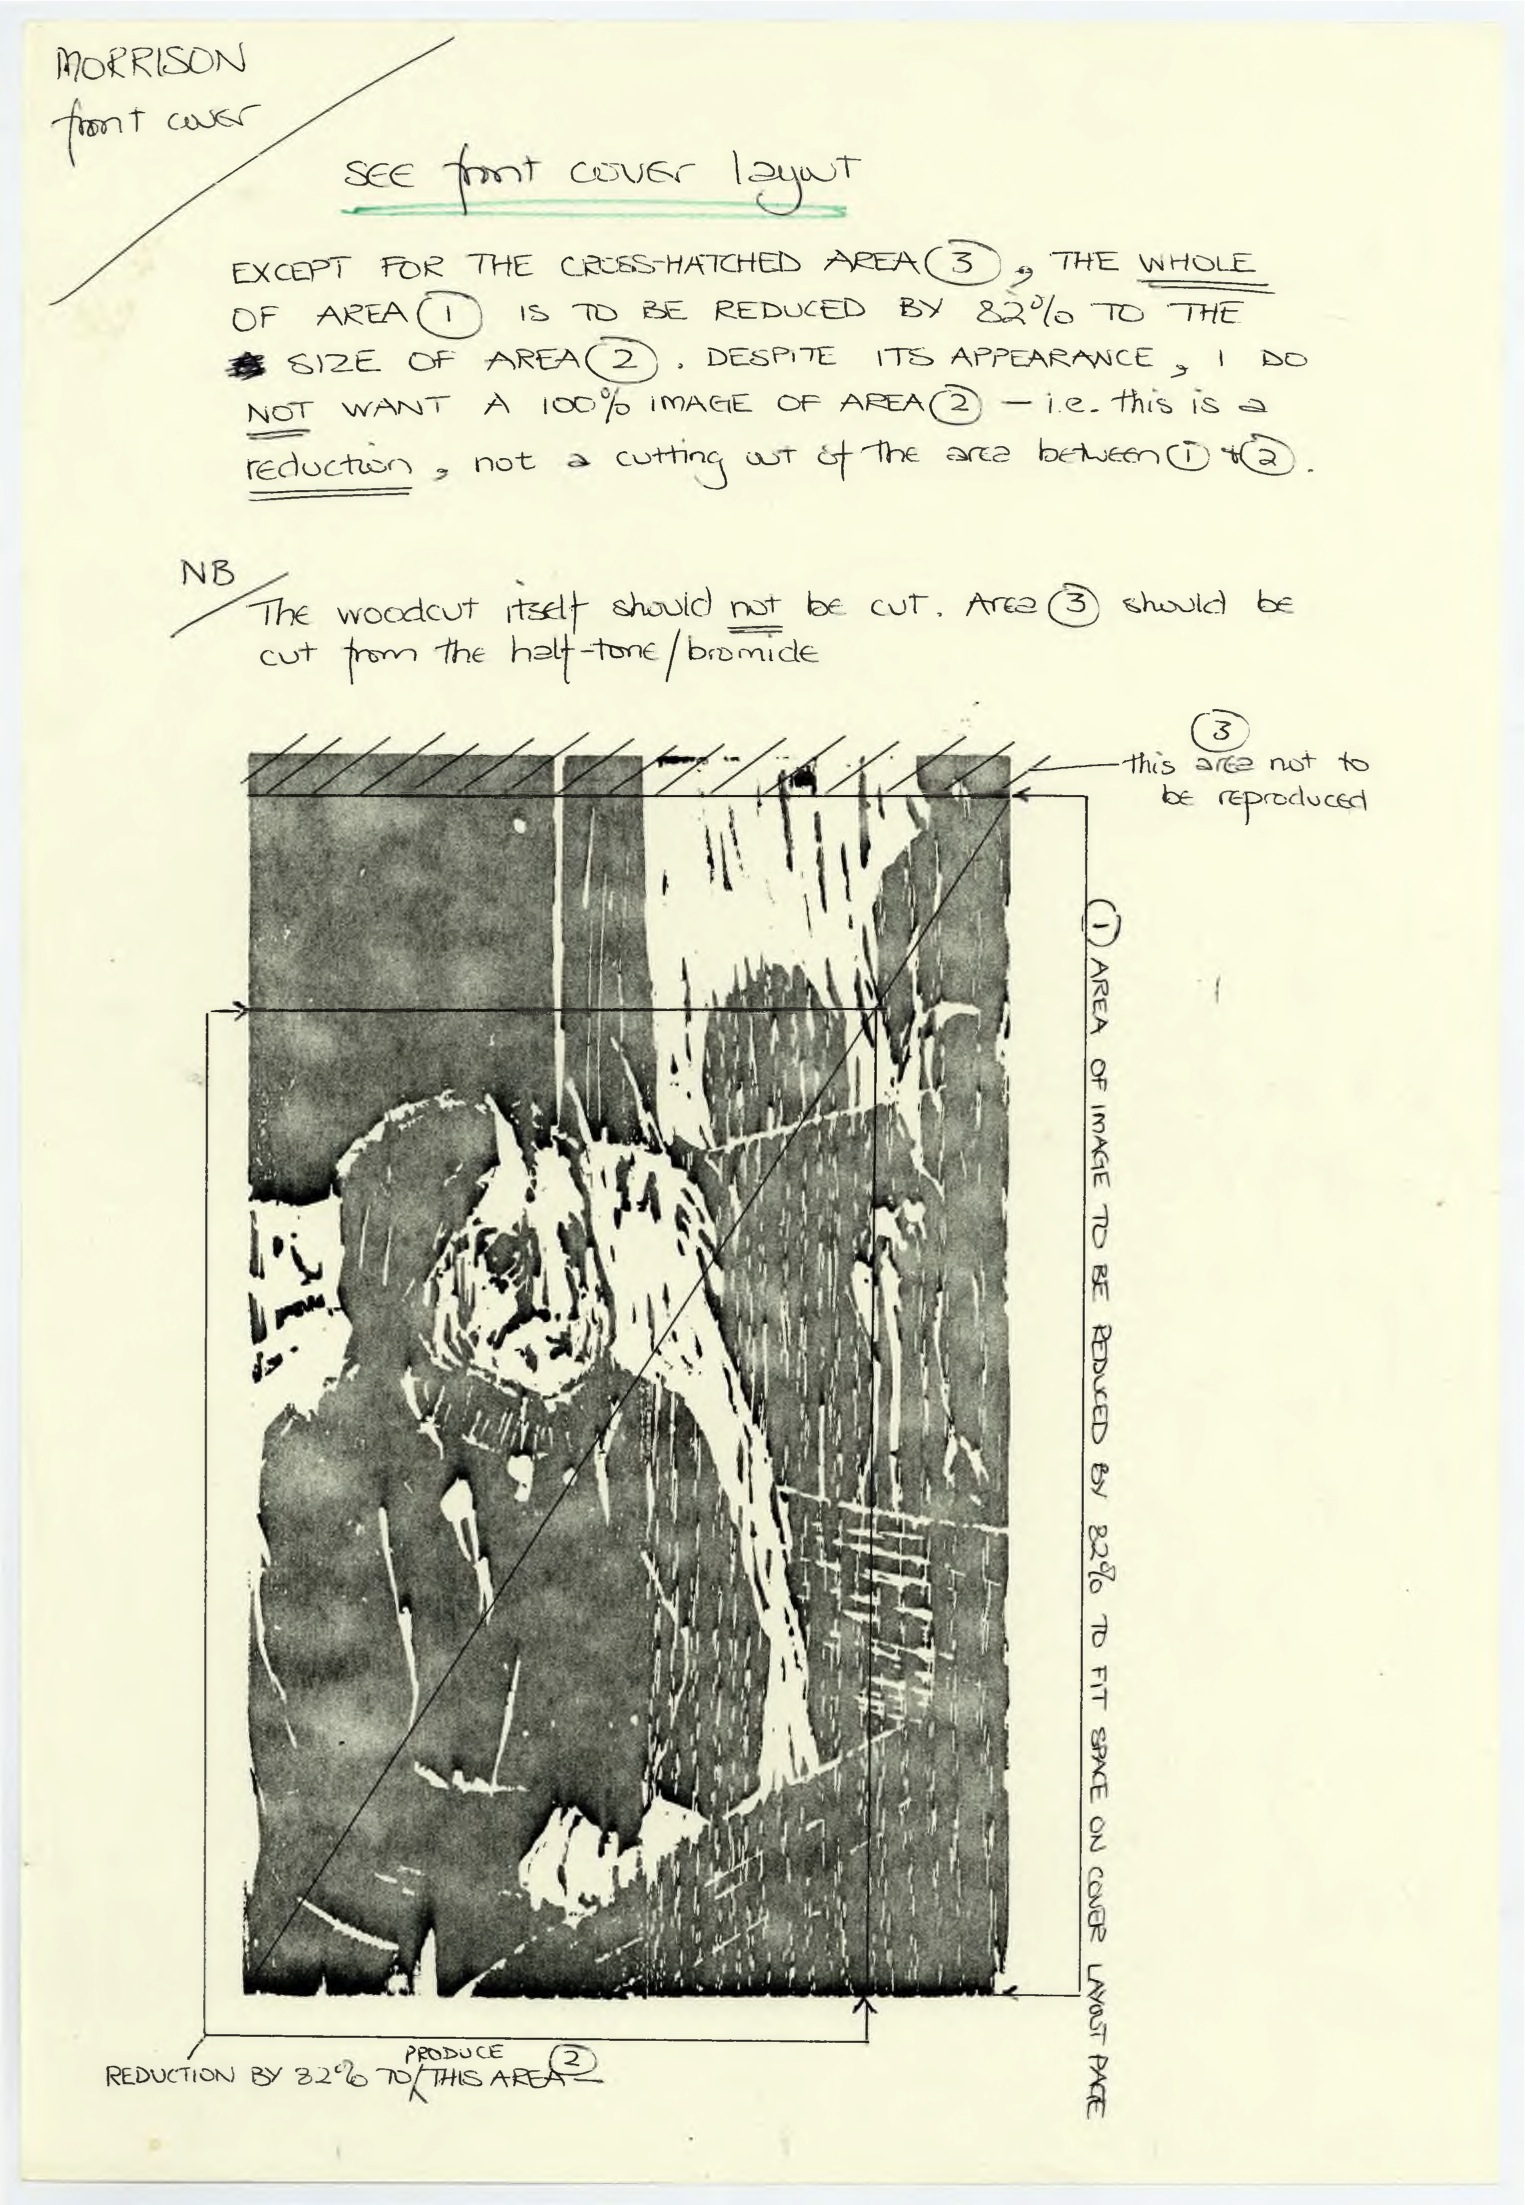 MORRISON
front cover
SEE front cover layout
EXCEPT FOR THE CROSS-HATCHED AREA ③, THE WHOLE
OF AREA ① IS TO BE REDUCED BY 82% TO THE
SIZE OF AREA ②. DESPITE ITS APPEARANCE, I DO
NOT WANT A 100% IMAGE OF AREA ② – i.e. this is a
reduction, not a cutting out of the area between ① & ②.
NB
The woodcut itself should not be cut. Area ③ should be
cut from the half-tone/bromide
③
this area not to
be reproduced
① AREA OF IMAGE TO BE REDUCED BY 82% TO FIT SPACE ON COVER LAYOUT PAGE
REDUCTION BY 82% TO PRODUCE THIS AREA ②